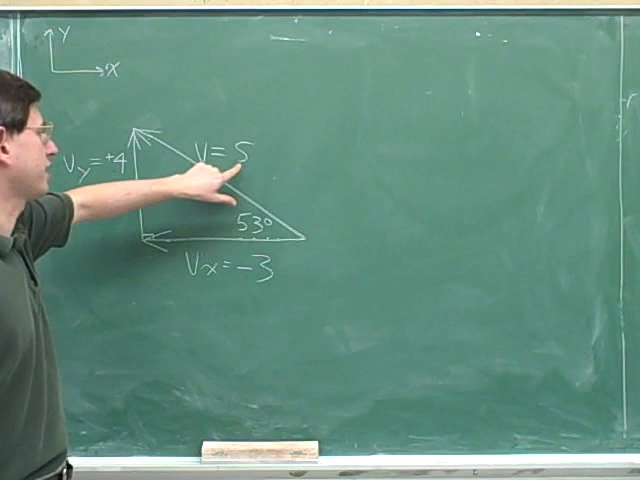 Y
X
V = 5
Vy = +4
53°
Vx = -3
r